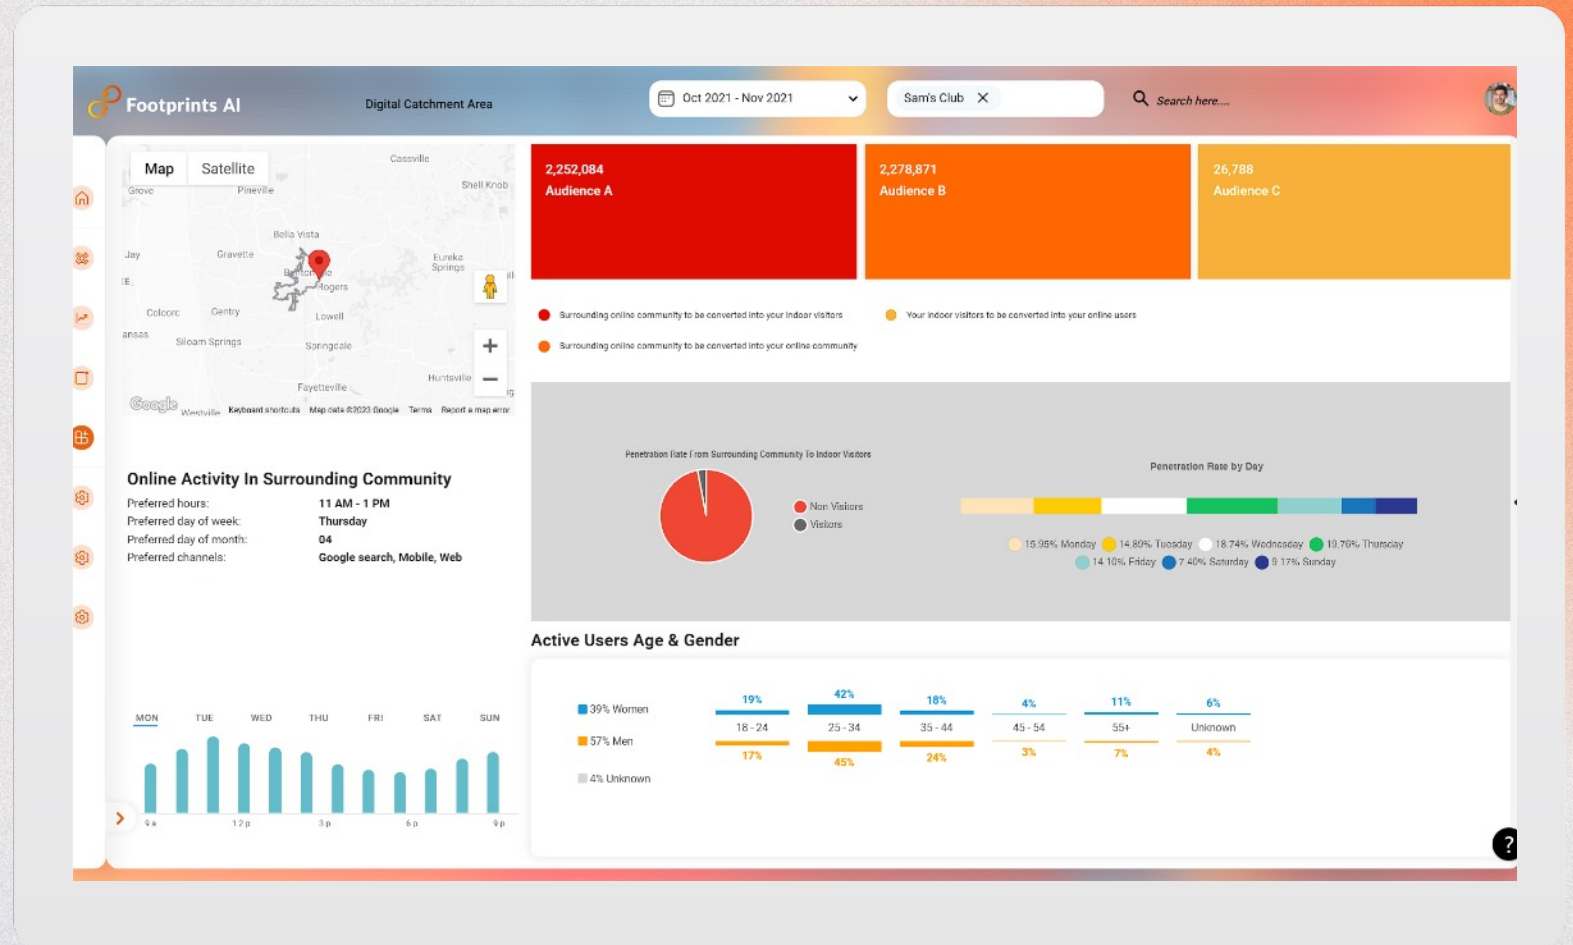 Footprints AI
Digital Catchment Area
Oct 2021 - Nov 2021
Sam's Club
Search here....
Map
Satellite
Cassville
Shell Knob
Grove
Pineville
Bella Vista
Jay
Gravette
Eureka
Springs
Rogers
Gentry
Lowell
Siloam Springs
Springdale
Huntsville
Fayetteville
Google
Westville
Keyboard shortcuts
Map data ©2023 Google
Terms
Report a map error
2,252,084
Audience A
2,278,871
Audience B
26,788
Audience C
Surrounding online community to be converted into your indoor visitors
Your indoor visitors to be converted into your online users
Surrounding online community to be converted into your online community
Online Activity In Surrounding Community
Preferred hours: 11 AM - 1 PM
Preferred day of week: Thursday
Preferred day of month: 04
Preferred channels: Google search, Mobile, Web
Penetration Rate From Surrounding Community To Indoor Visitors
Non Visitors
Visitors
Penetration Rate by Day
15.95% Monday 14.89% Tuesday 18.74% Wednesday 19.76% Thursday
14.10% Friday 7.40% Saturday 9.17% Sunday
MON TUE WED THU FRI SAT SUN
9 a 12 p 3 p 6 p 9 p
Active Users Age & Gender
39% Women
57% Men
4% Unknown
19% 42% 18% 4% 11% 6%
18 - 24 25 - 34 35 - 44 45 - 54 55+ Unknown
17% 45% 24% 3% 7% 4%
?